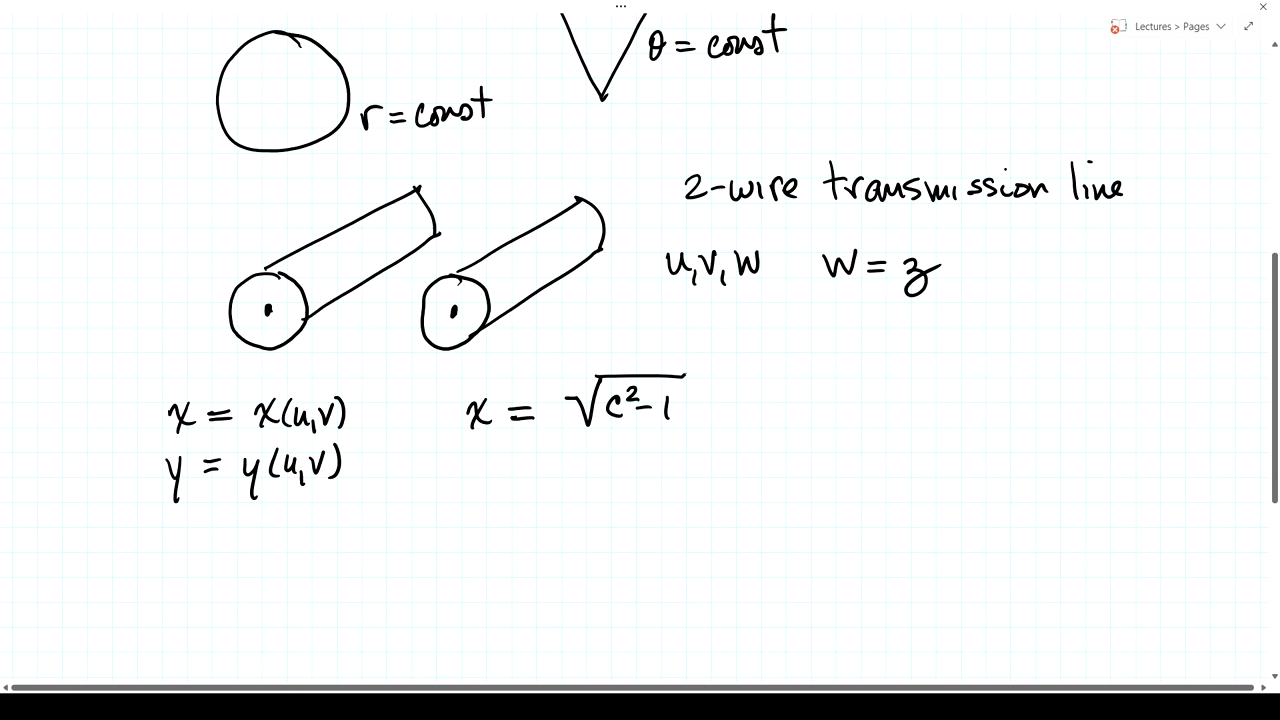 Lectures > Pages
θ = const
r = const
2-wire transmission line
u, v, w   w = z
x = x(u,v)   x = √(c²-1)
y = y(u,v)